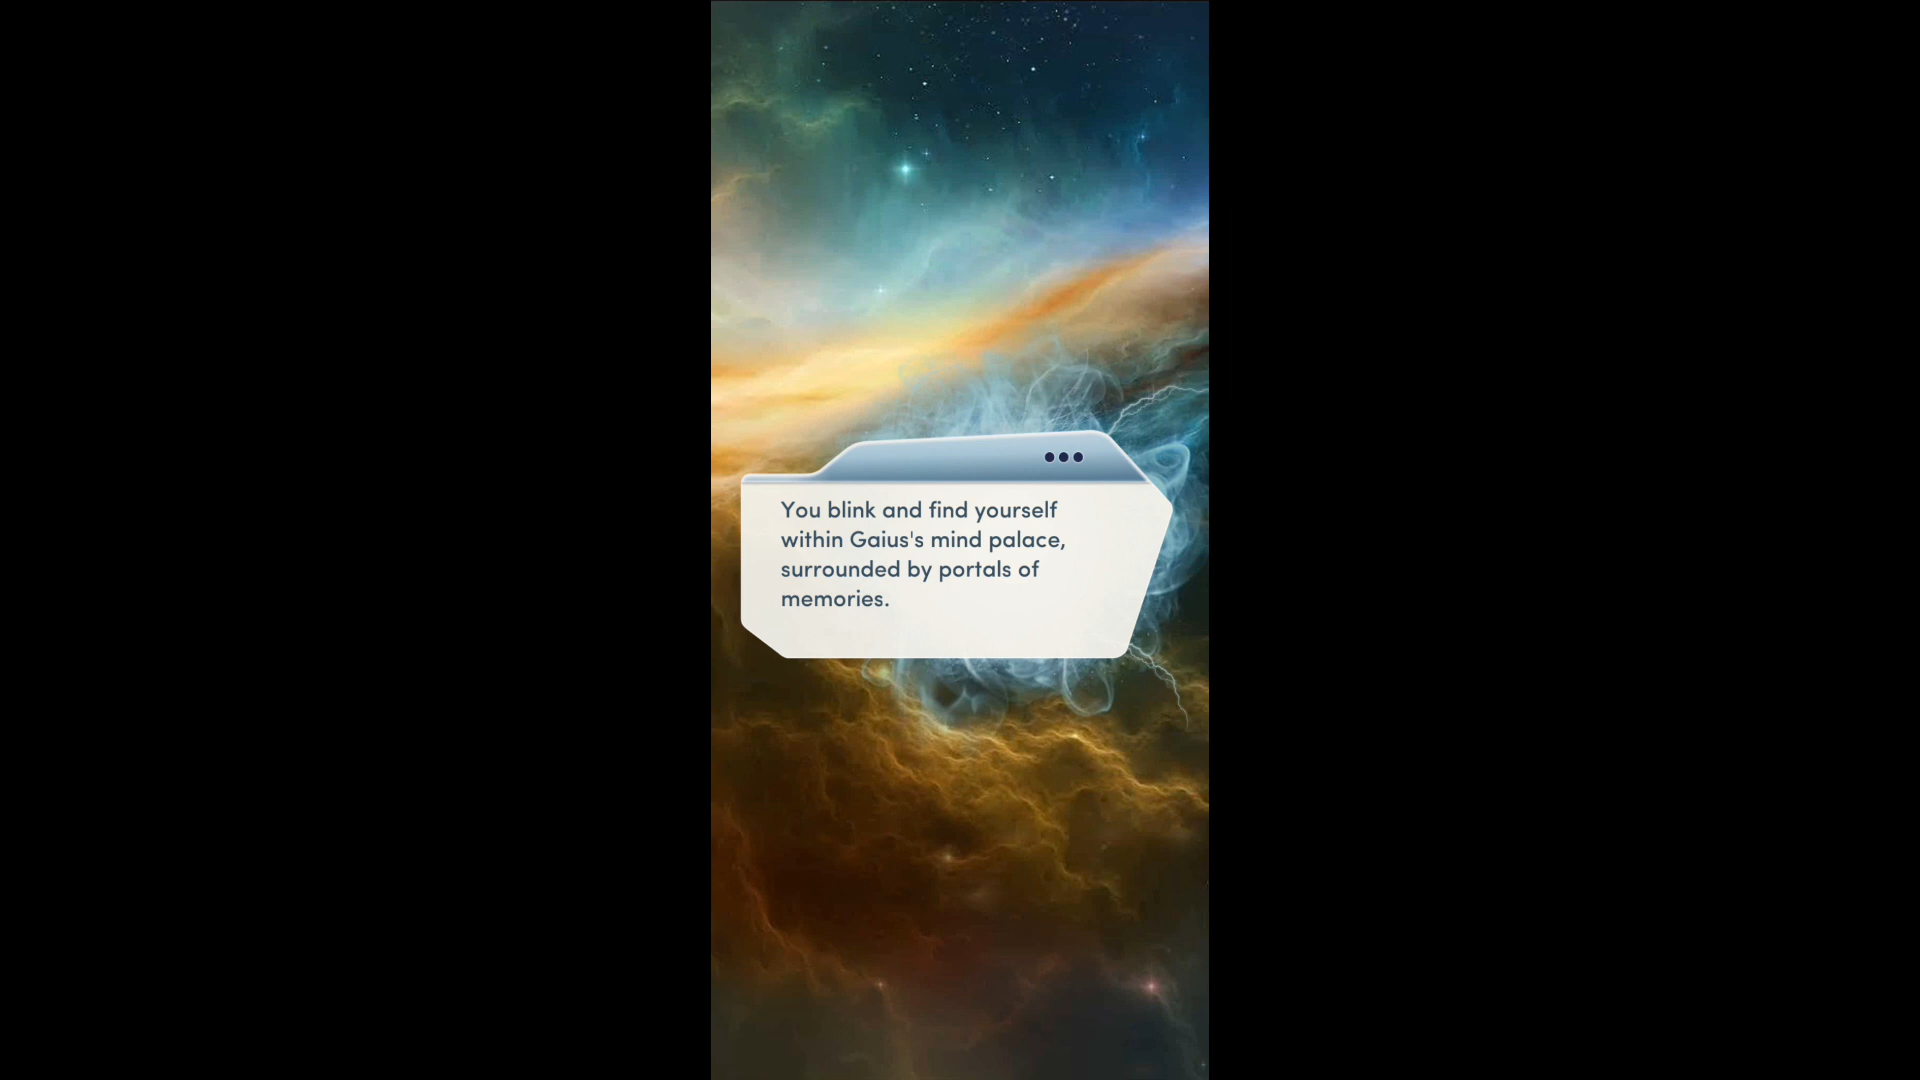 You blink and find yourself
within Gaius's mind palace,
surrounded by portals of
memories.